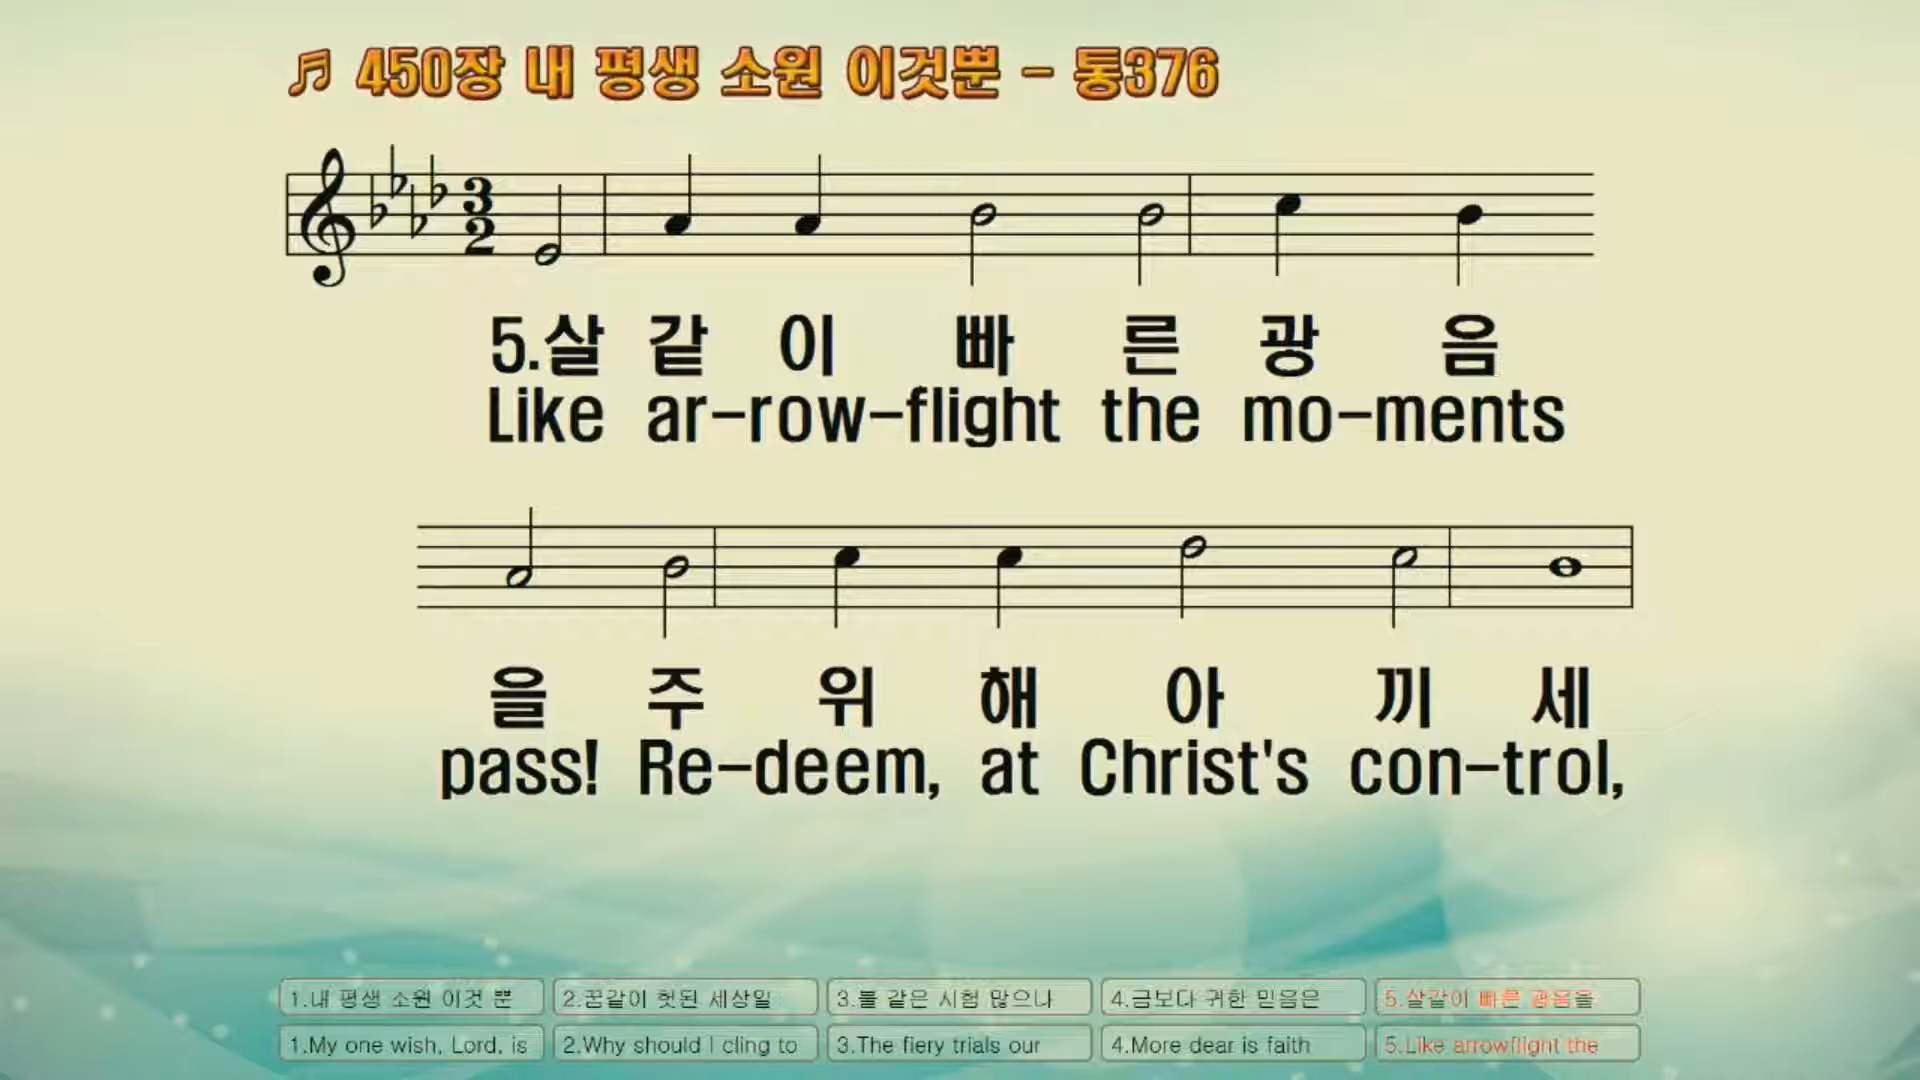 ♬ 450장 내 평생 소원 이것뿐 - 통376
3
2
5.살 같 이 빠 른 광 음
Like ar-row-flight the mo-ments
을 주 위 해 아 끼 세
pass! Re-deem, at Christ's con-trol,
1.내 평생 소원 이것 뿐 2.꿈같이 헛된 세상일 3.불 같은 시험 많으나 4.금보다 귀한 믿음은 5.살같이 빠른 광음을
1.My one wish, Lord, is 2.Why should I cling to 3.The fiery trials our 4.More dear is faith 5.Like arrowflight the